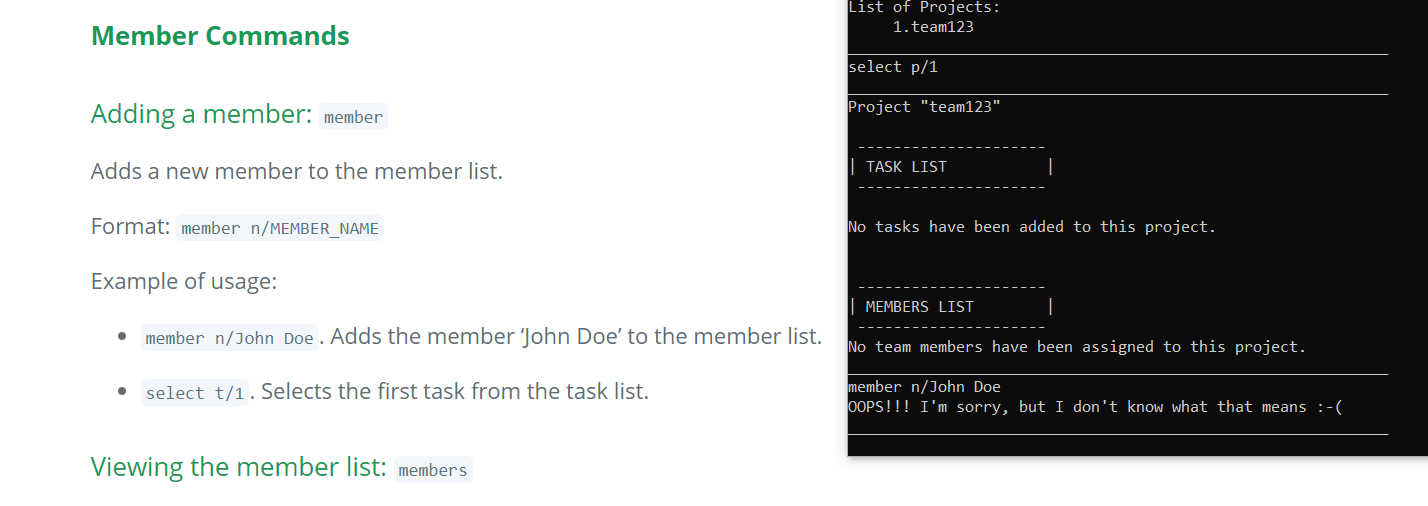 Member Commands
Adding a member: member
Adds a new member to the member list.
Format: member n/MEMBER_NAME
Example of usage:
member n/John Doe. Adds the member ‘John Doe’ to the member list.
select t/1. Selects the first task from the task list.
Viewing the member list: members
List of Projects:
1.team123
select p/1
Project "team123"
---------------------
| TASK LIST |
---------------------
No tasks have been added to this project.
---------------------
| MEMBERS LIST |
---------------------
No team members have been assigned to this project.
member n/John Doe
OOPS!!! I'm sorry, but I don't know what that means :-(